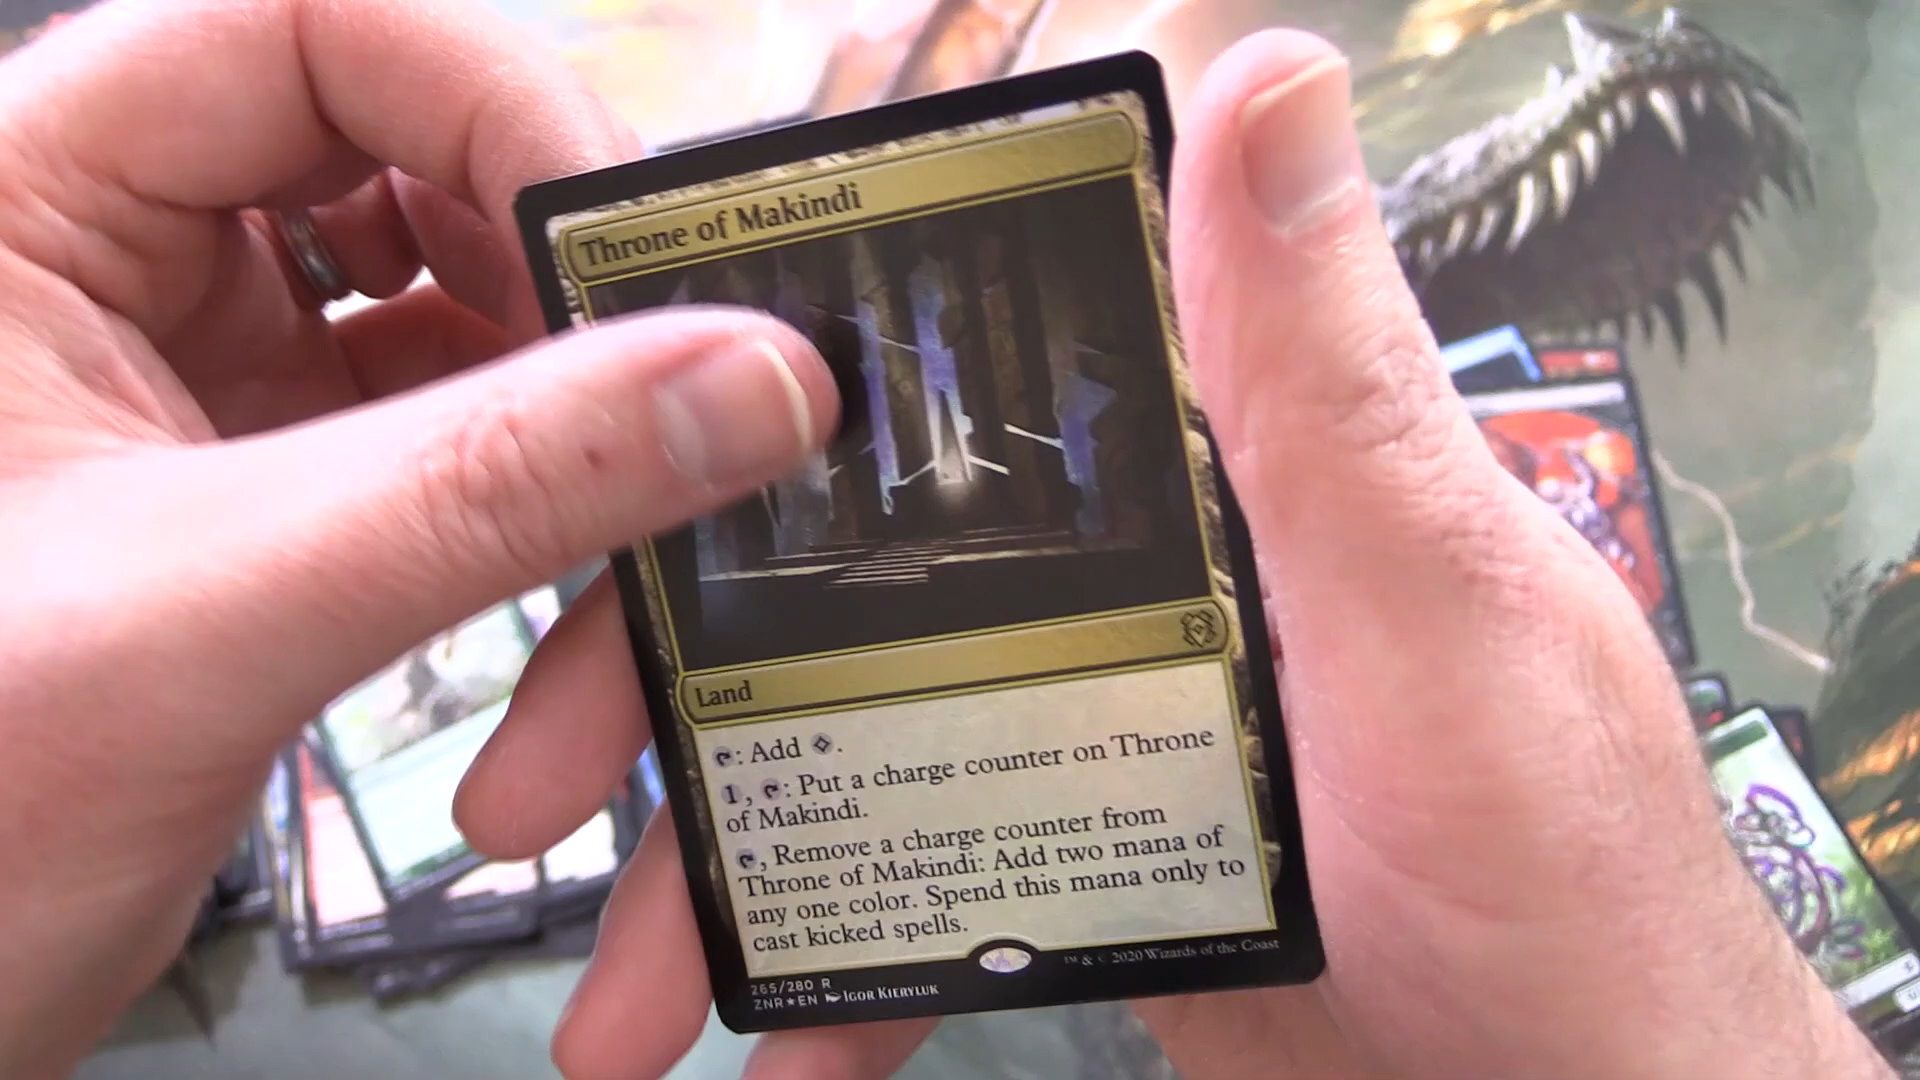 Throne of Makindi
Land
: Add .
1, : Put a charge counter on Throne
of Makindi.
, Remove a charge counter from
Throne of Makindi: Add two mana of
any one color. Spend this mana only to
cast kicked spells.
™ & © 2020 Wizards of the Coast
265/280 R
ZNR★EN Igor Kieryluk